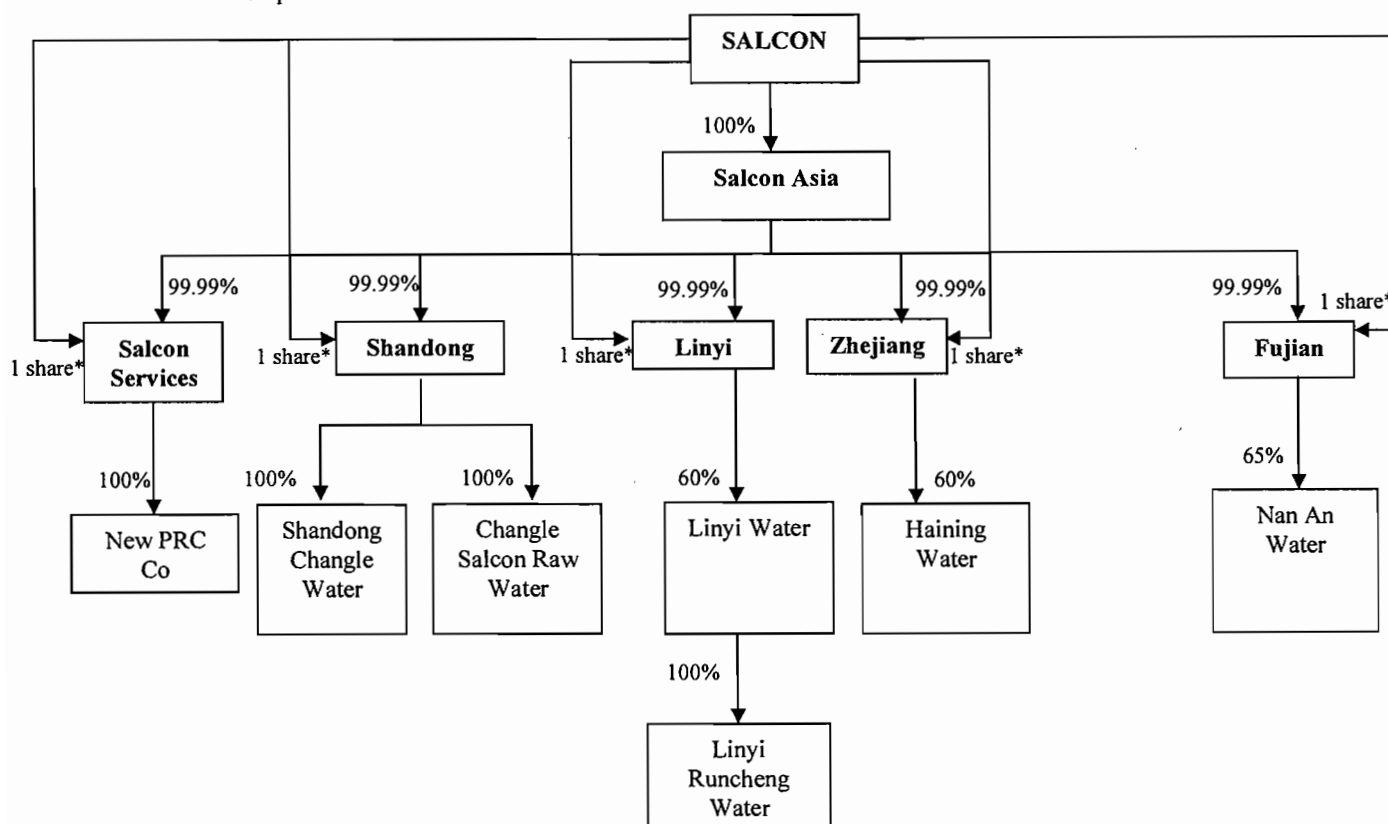 SALCON
100%
Salcon Asia
99.99%
99.99%
99.99%
99.99%
99.99%
1 share*
Salcon
Services
1 share*
Shandong
1 share*
Linyi
Zhejiang
1 share*
1 share*
Fujian
100%
100%
100%
60%
60%
65%
New PRC
Co
Shandong
Changle
Water
Changle
Salcon Raw
Water
Linyi Water
Haining
Water
Nan An
Water
100%
Linyi
Runcheng
Water